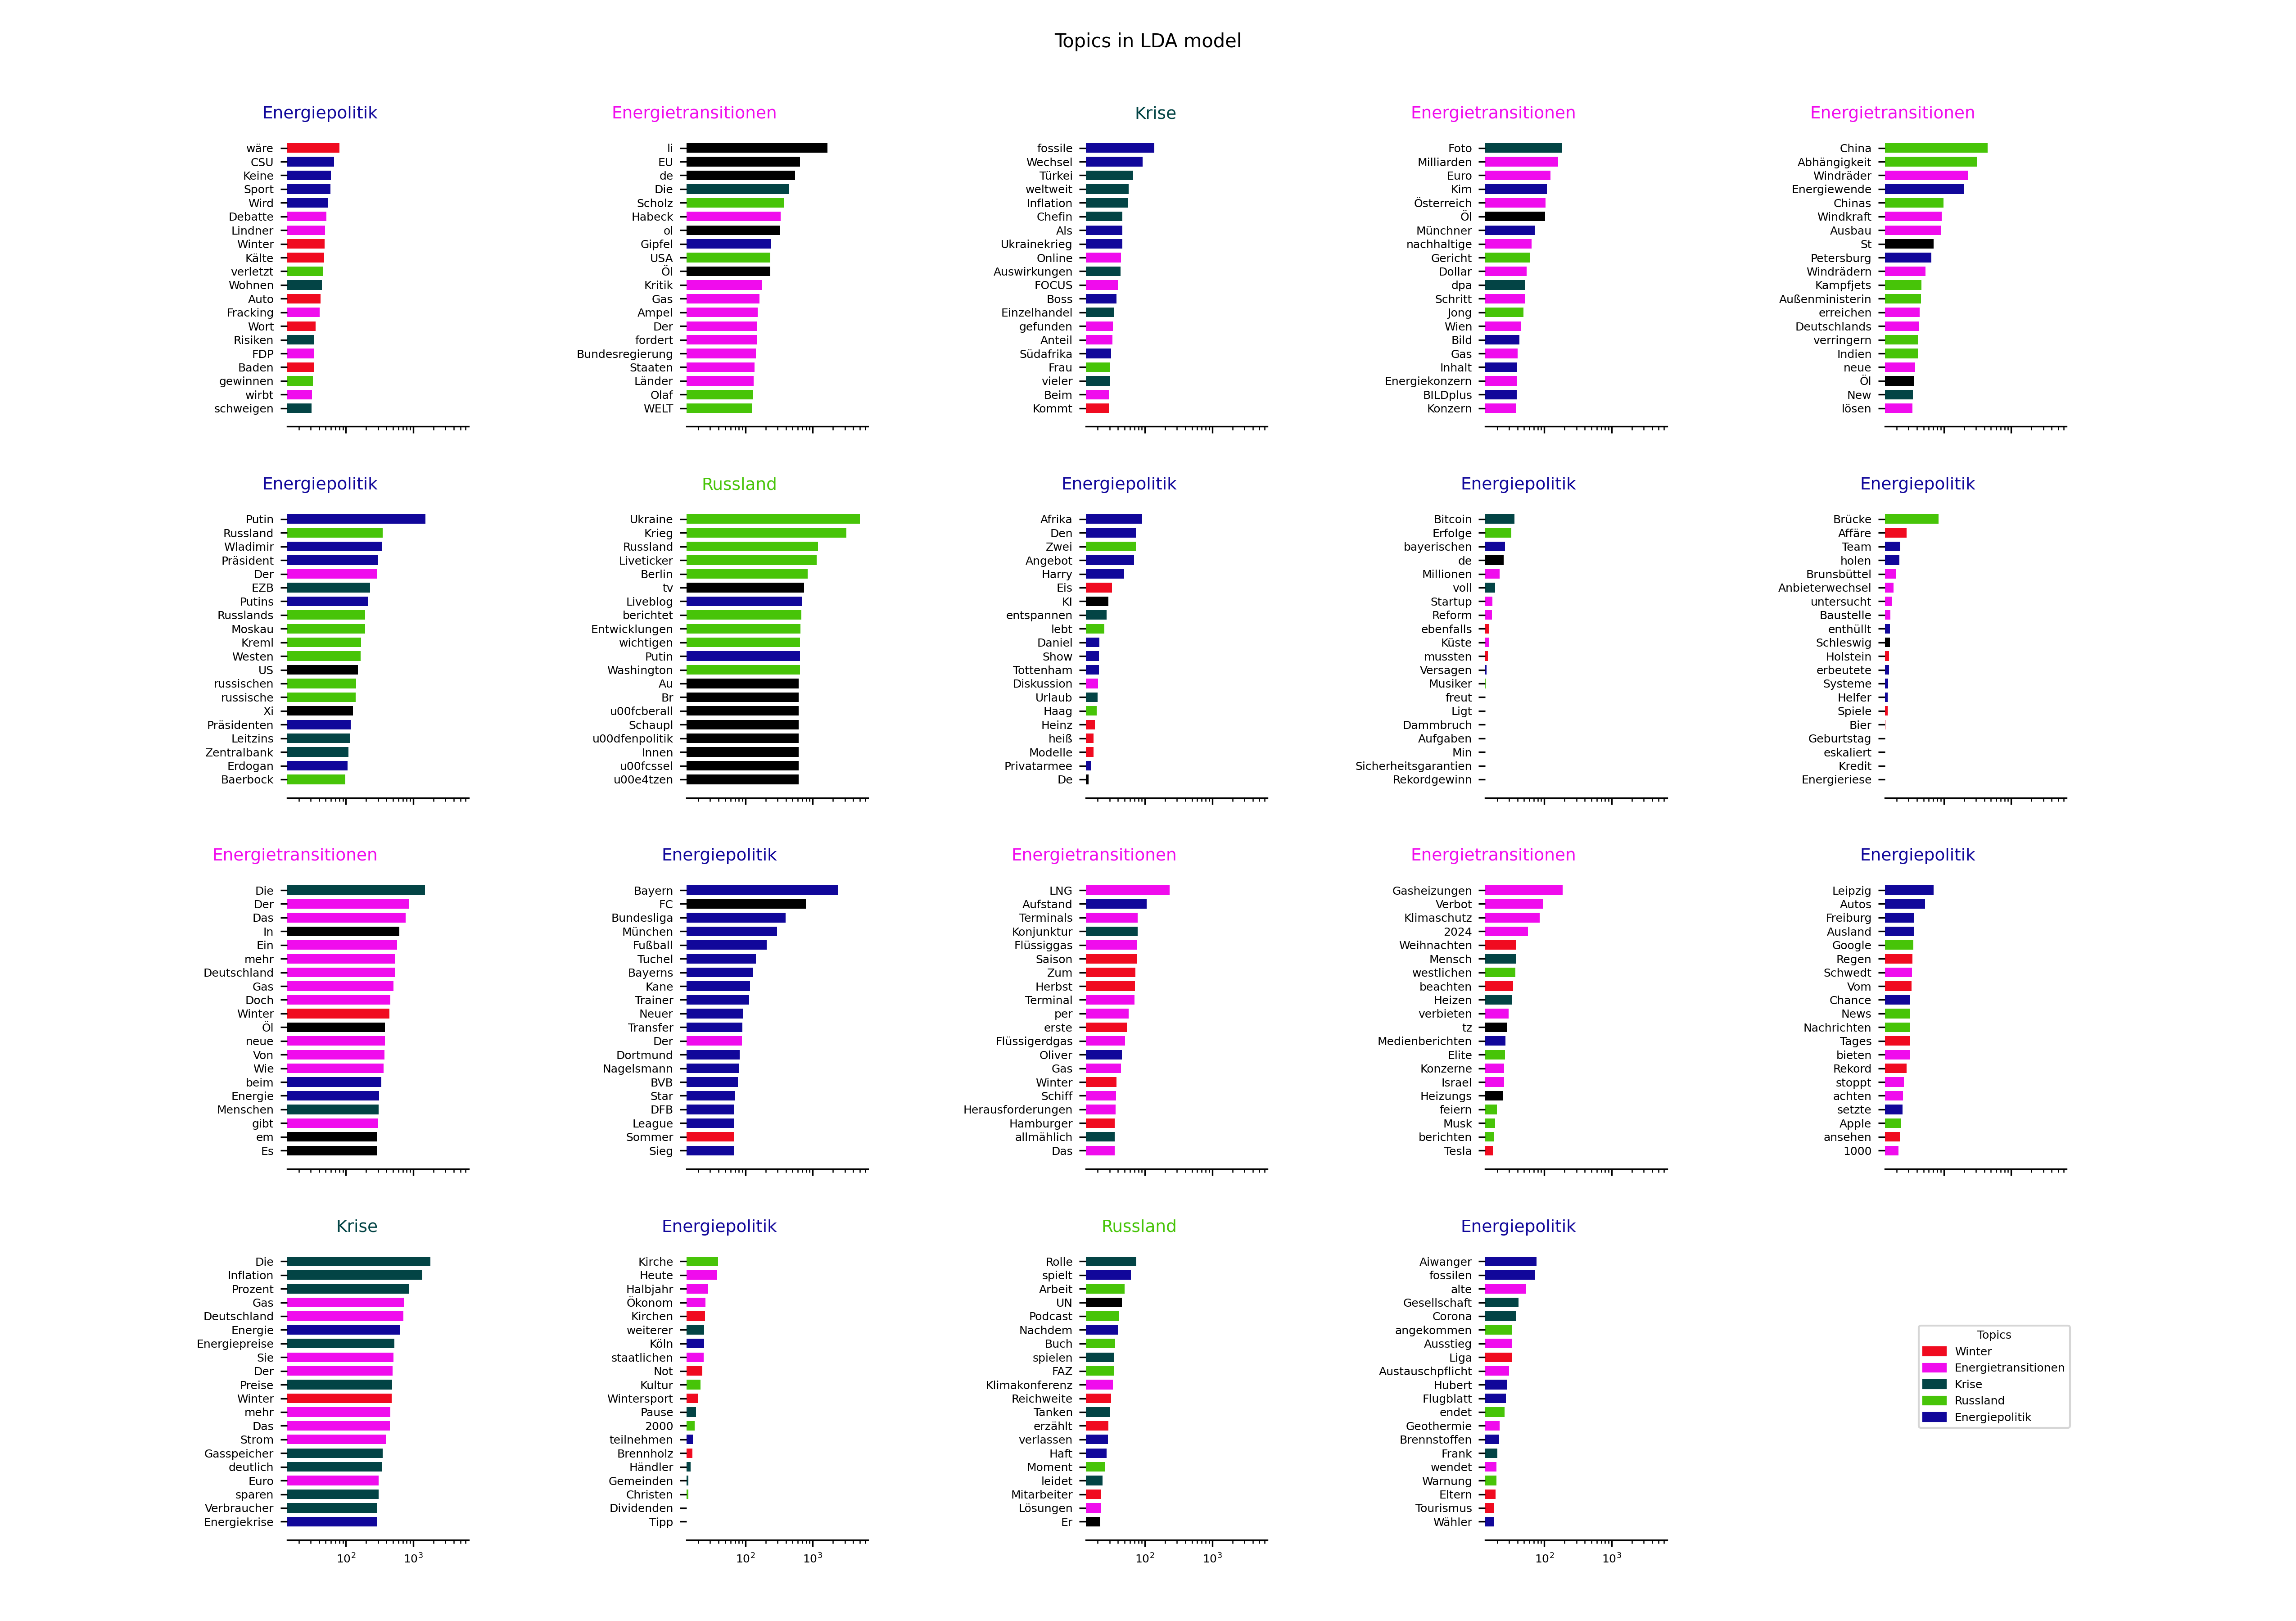 Topics in LDA model
Energiepolitik
wäre
CSU
Keine
Sport
Wird
Debatte
Lindner
Winter
Kälte
verletzt
Wohnen
Auto
Fracking
Wort
Risiken
FDP
Baden
gewinnen
wirbt
schweigen
Energietransitionen
li
EU
de
Die
Scholz
Habeck
ol
Gipfel
USA
Öl
Kritik
Gas
Ampel
Der
fordert
Bundesregierung
Staaten
Länder
Olaf
WELT
Krise
fossile
Wechsel
Türkei
weltweit
Inflation
Chefin
Als
Ukrainekrieg
Online
Auswirkungen
FOCUS
Boss
Einzelhandel
gefunden
Anteil
Südafrika
Frau
vieler
Beim
Kommt
Energietransitionen
Foto
Milliarden
Euro
Kim
Österreich
Öl
Münchner
nachhaltige
Gericht
Dollar
dpa
Schritt
Jong
Wien
Bild
Gas
Inhalt
Energiekonzern
BILDplus
Konzern
Energietransitionen
China
Abhängigkeit
Windräder
Energiewende
Chinas
Windkraft
Ausbau
St
Petersburg
Windrädern
Kampfjets
Außenministerin
erreichen
Deutschlands
verringern
Indien
neue
Öl
New
lösen
Energiepolitik
Putin
Russland
Wladimir
Präsident
Der
EZB
Putins
Russlands
Moskau
Kreml
Westen
US
russischen
russische
Xi
Präsidenten
Leitzins
Zentralbank
Erdogan
Baerbock
Russland
Ukraine
Krieg
Russland
Liveticker
Berlin
tv
Liveblog
berichtet
Entwicklungen
wichtigen
Putin
Washington
Au
Br
u00fcberall
Schaupl
u00dfenpolitik
Innen
u00fcssel
u00e4tzen
Energiepolitik
Afrika
Den
Zwei
Angebot
Harry
Eis
KI
entspannen
lebt
Daniel
Show
Tottenham
Diskussion
Urlaub
Haag
Heinz
heiß
Modelle
Privatarmee
De
Energiepolitik
Bitcoin
Erfolge
bayerischen
de
Millionen
voll
Startup
Reform
ebenfalls
Küste
mussten
Versagen
Musiker
freut
Ligt
Dammbruch
Aufgaben
Min
Sicherheitsgarantien
Rekordgewinn
Energiepolitik
Brücke
Affäre
Team
holen
Brunsbüttel
Anbieterwechsel
untersucht
Baustelle
enthüllt
Schleswig
Holstein
erbeutete
Systeme
Helfer
Spiele
Bier
Geburtstag
eskaliert
Kredit
Energieriese
Energietransitionen
Die
Der
Das
In
Ein
mehr
Deutschland
Gas
Doch
Winter
Öl
neue
Von
Wie
beim
Energie
Menschen
gibt
em
Es
Energiepolitik
Bayern
FC
Bundesliga
München
Fußball
Tuchel
Bayerns
Kane
Trainer
Neuer
Transfer
Der
Dortmund
Nagelsmann
BVB
Star
DFB
League
Sommer
Sieg
Energietransitionen
LNG
Aufstand
Terminals
Konjunktur
Flüssiggas
Saison
Zum
Herbst
Terminal
per
erste
Flüssigerdgas
Oliver
Gas
Winter
Schiff
Herausforderungen
Hamburger
allmählich
Das
Energietransitionen
Gasheizungen
Verbot
Klimaschutz
2024
Weihnachten
Mensch
westlichen
beachten
Heizen
verbieten
tz
Medienberichten
Elite
Konzerne
Israel
Heizungs
feiern
Musk
berichten
Tesla
Energiepolitik
Leipzig
Autos
Freiburg
Ausland
Google
Regen
Schwedt
Vom
Chance
News
Nachrichten
Tages
bieten
Rekord
stoppt
achten
setzte
Apple
ansehen
1000
Krise
Die
Inflation
Prozent
Gas
Deutschland
Energie
Energiepreise
Sie
Der
Preise
Winter
mehr
Das
Strom
Gasspeicher
deutlich
Euro
sparen
Verbraucher
Energiekrise
10² 10³
Energiepolitik
Kirche
Heute
Halbjahr
Ökonom
Kirchen
weiterer
Köln
staatlichen
Not
Kultur
Wintersport
Pause
2000
teilnehmen
Brennholz
Händler
Gemeinden
Christen
Dividenden
Tipp
10² 10³
Russland
Rolle
spielt
Arbeit
UN
Podcast
Nachdem
Buch
spielen
FAZ
Klimakonferenz
Reichweite
Tanken
erzählt
verlassen
Haft
Moment
leidet
Mitarbeiter
Lösungen
Er
10² 10³
Energiepolitik
Aiwanger
fossilen
alte
Gesellschaft
Corona
angekommen
Ausstieg
Liga
Austauschpflicht
Hubert
Flugblatt
endet
Geothermie
Brennstoffen
Frank
wendet
Warnung
Eltern
Tourismus
Wähler
10² 10³
Topics
Winter
Energietransitionen
Krise
Russland
Energiepolitik